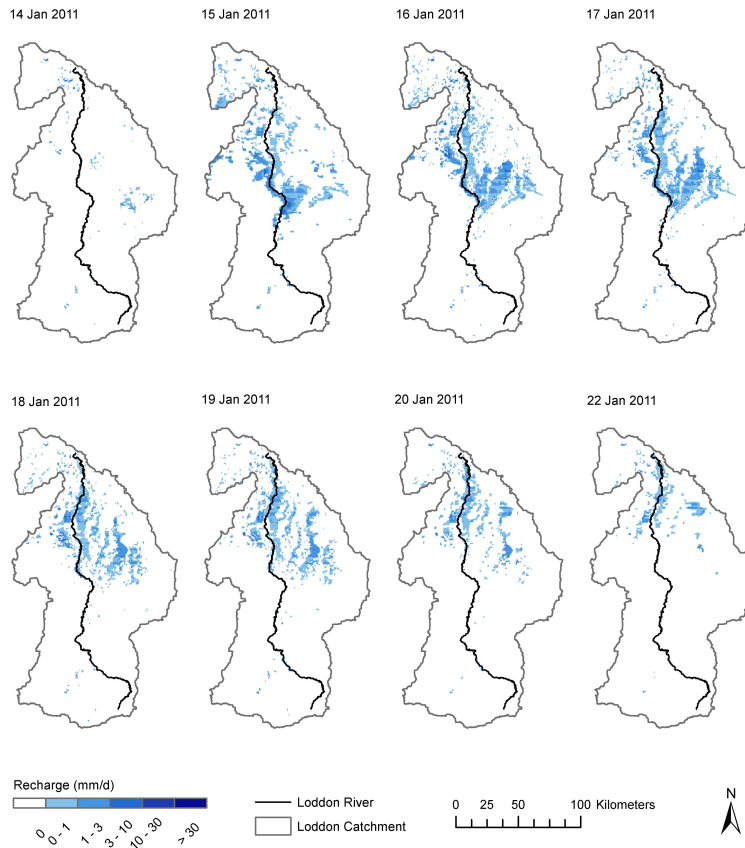 14 Jan 2011
15 Jan 2011
16 Jan 2011
17 Jan 2011
18 Jan 2011
19 Jan 2011
20 Jan 2011
22 Jan 2011
Recharge (mm/d)
0
0 - 1
1 - 3
3 - 10
10 - 30
> 30
Loddon River
Loddon Catchment
0 25 50 100 Kilometers
N